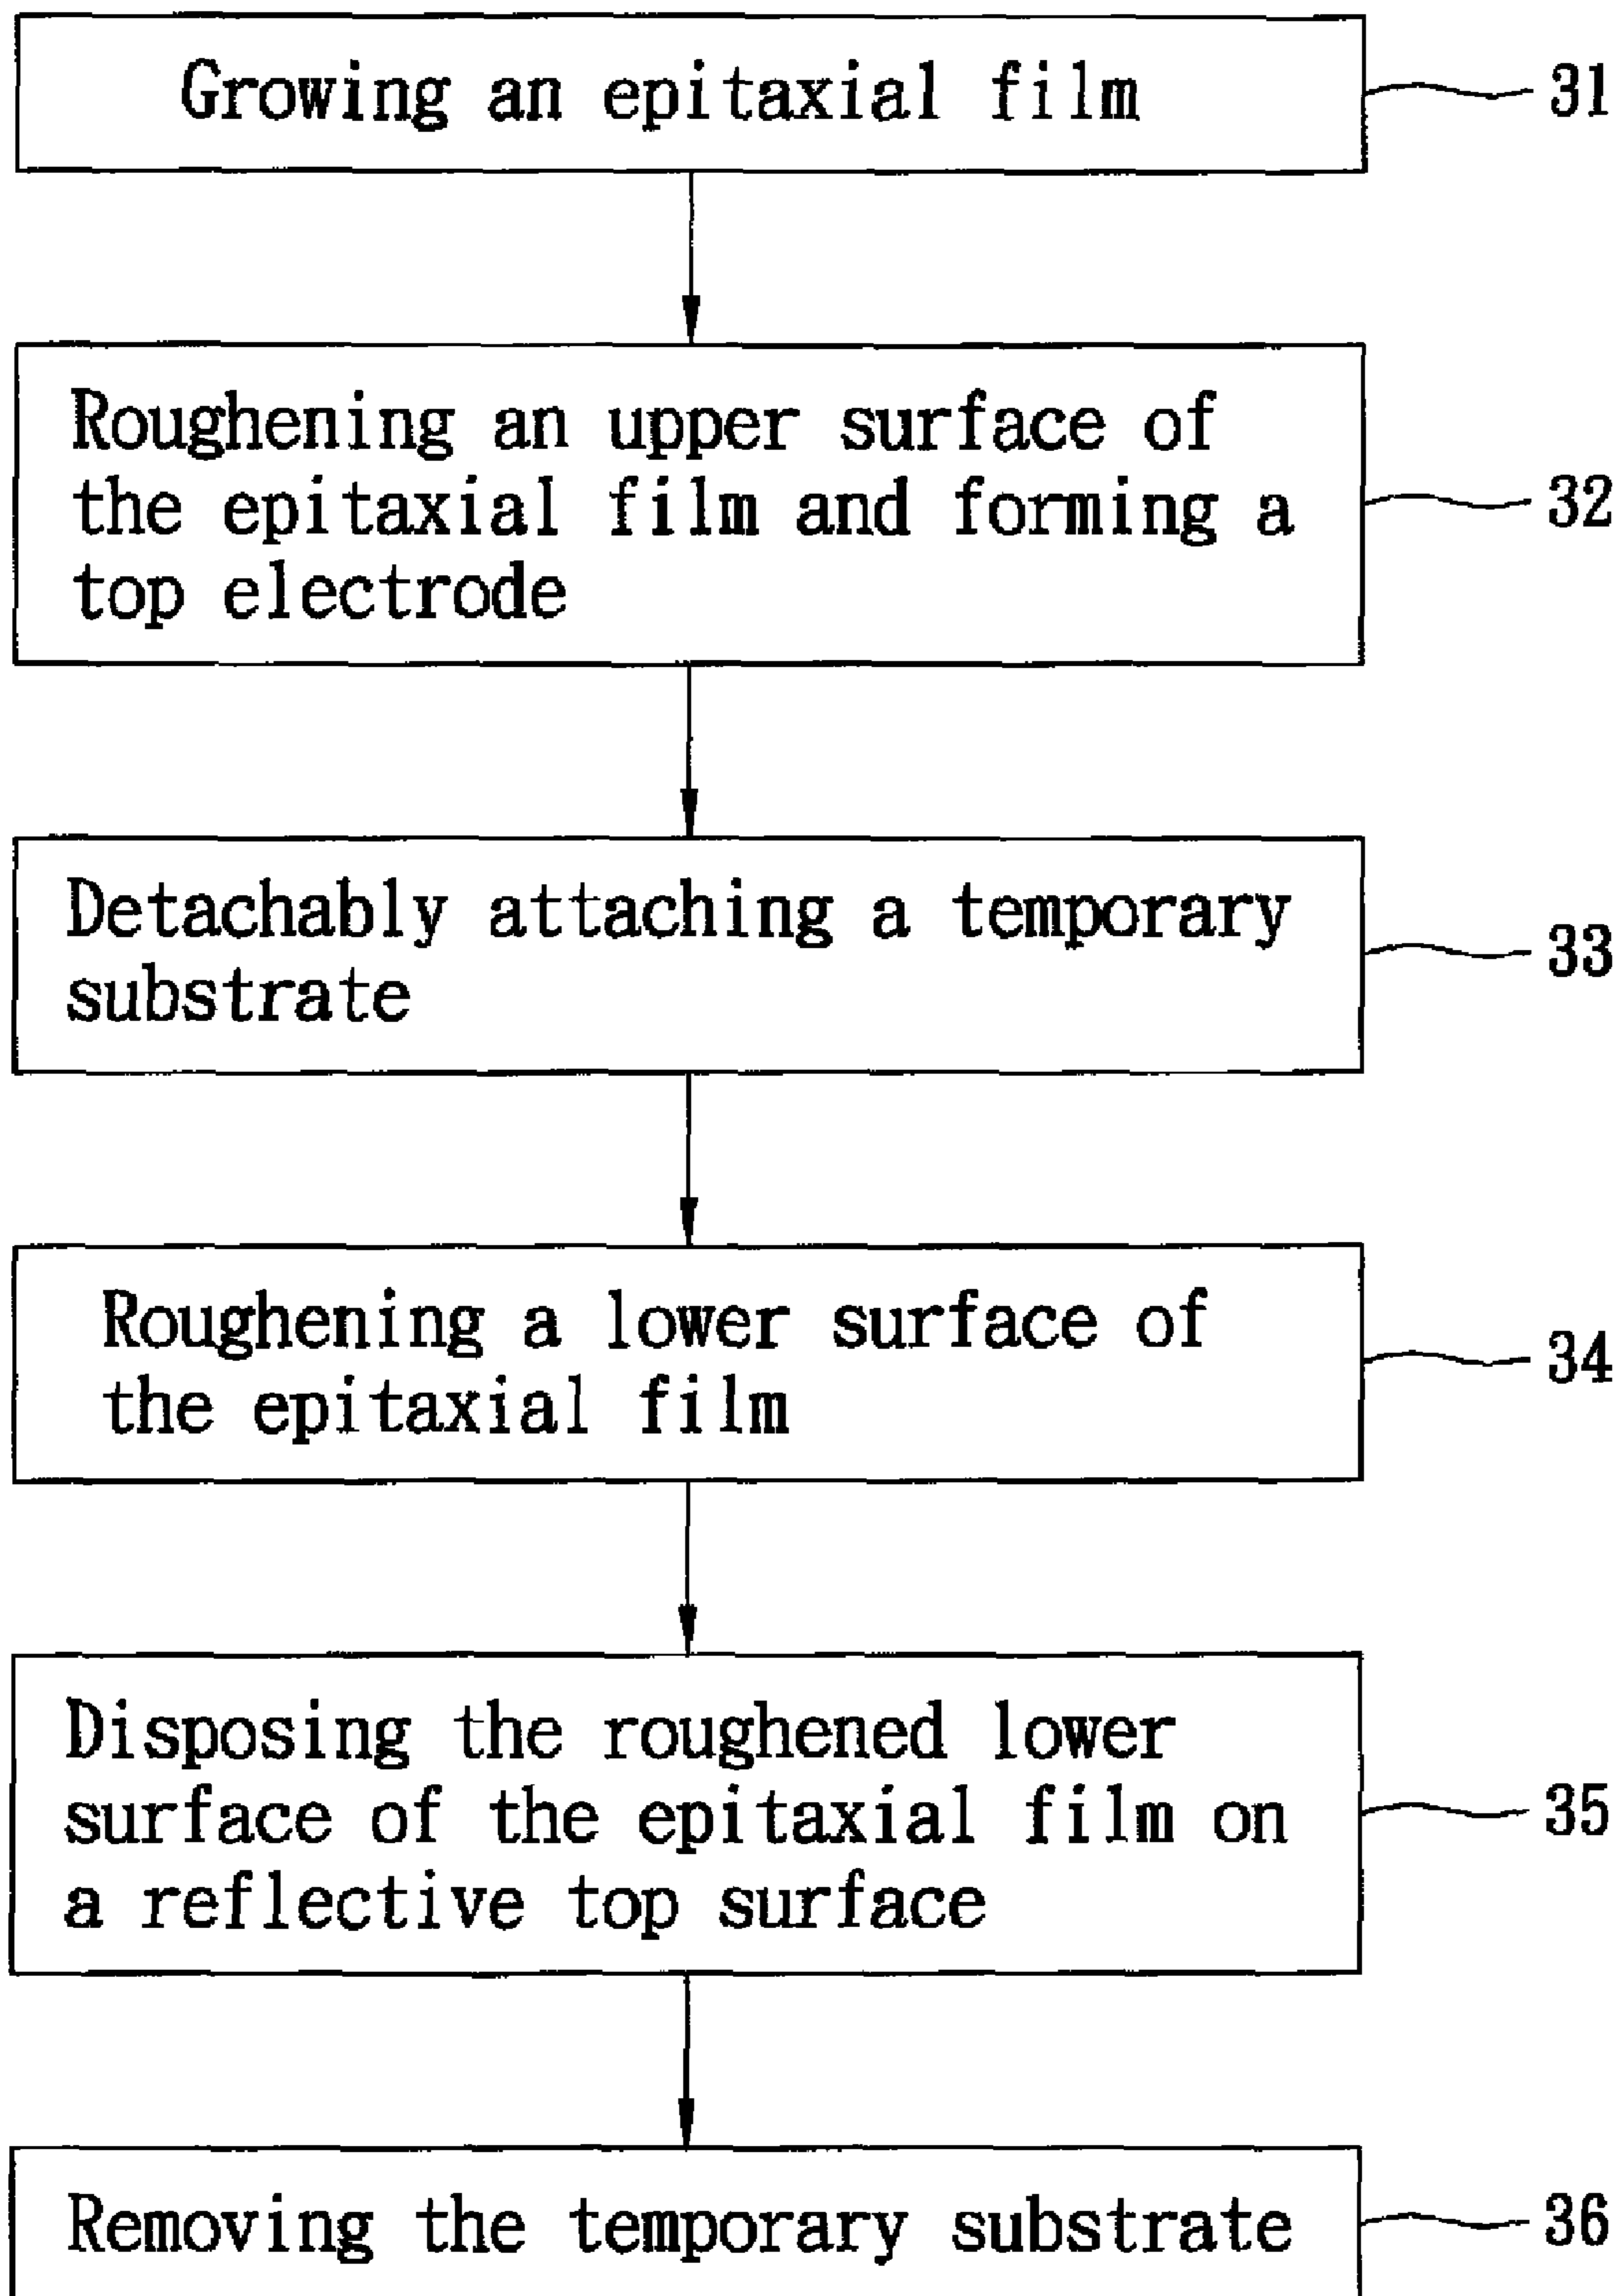 Growing an epitaxial film
31
Roughening an upper surface of
the epitaxial film and forming a
top electrode
32
Detachably attaching a temporary
substrate
33
Roughening a lower surface of
the epitaxial film
34
Disposing the roughened lower
surface of the epitaxial film on
a reflective top surface
35
Removing the temporary substrate
36